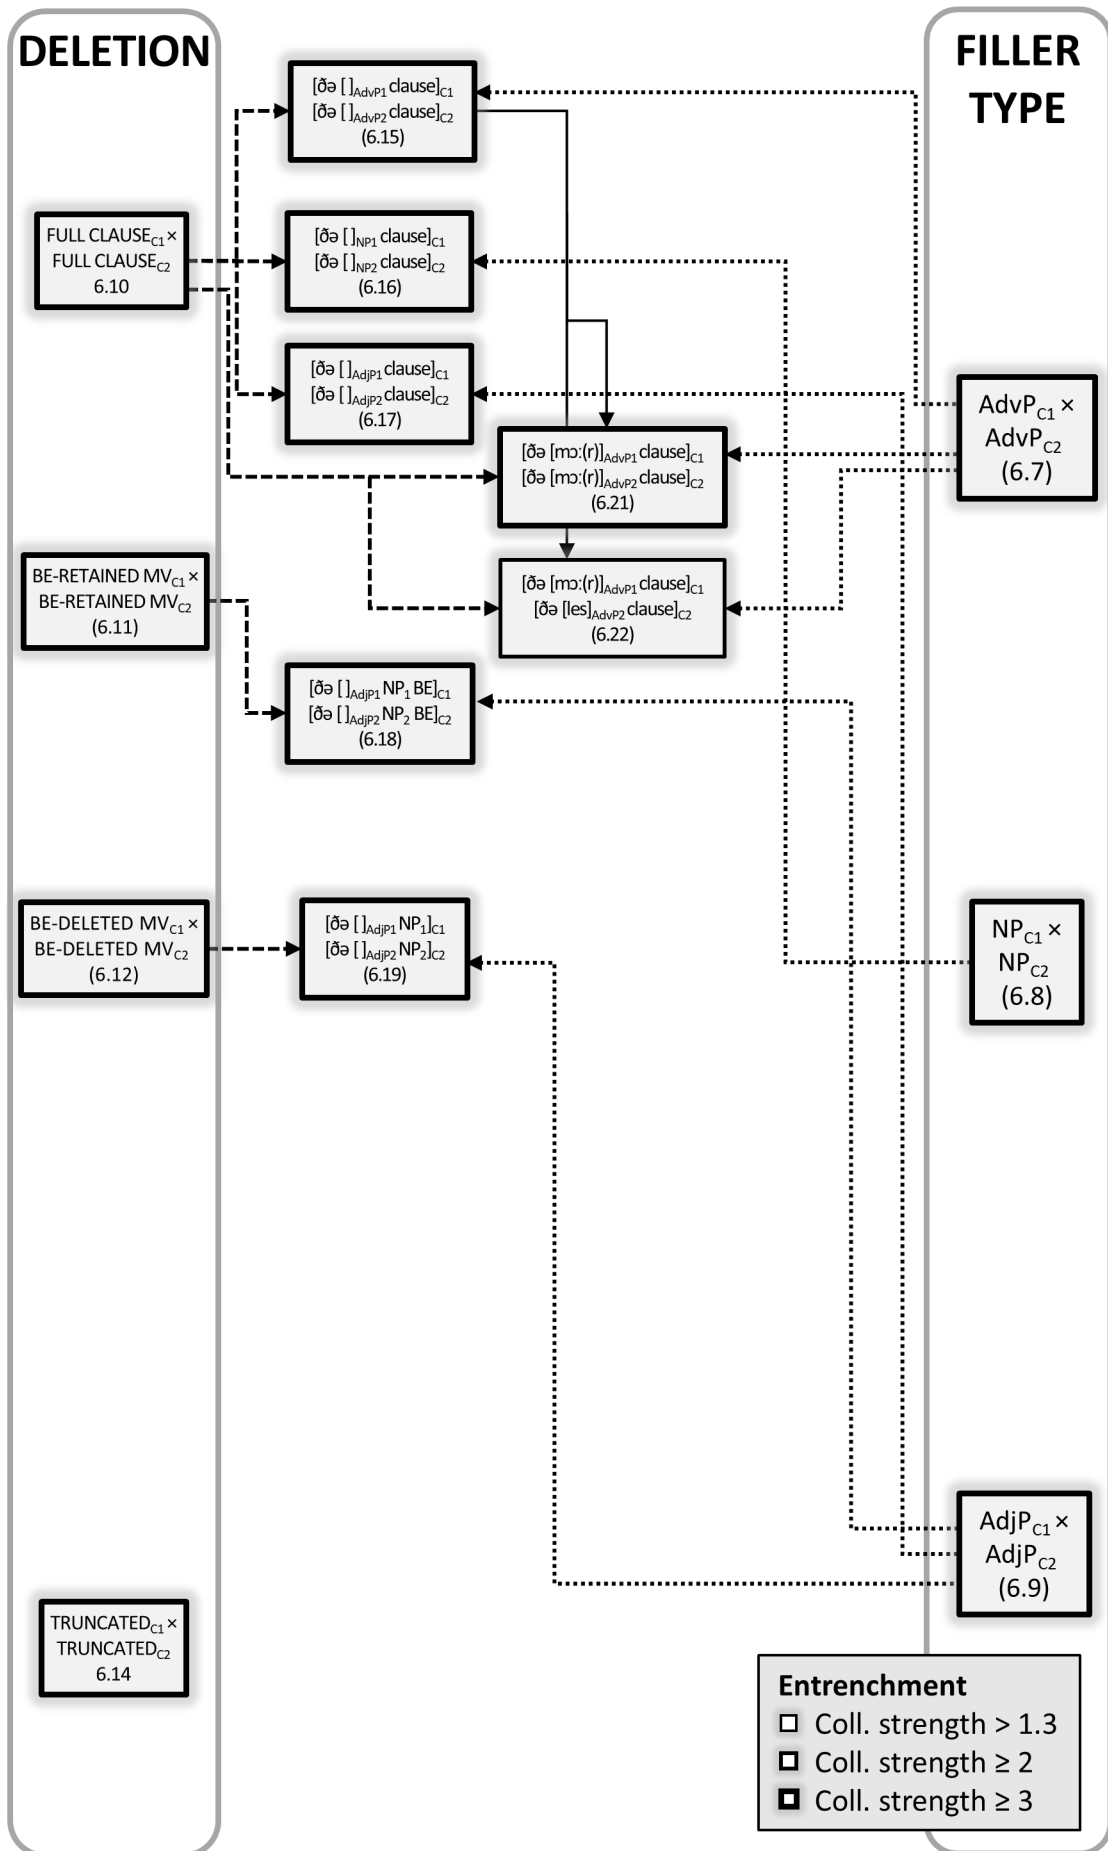 DELETION
FILLER
TYPE
[ðə [ ]AdvP1 clause]C1
[ðə [ ]AdvP2 clause]C2
(6.15)
FULL CLAUSEC1 ×
FULL CLAUSEC2
6.10
[ðə [ ]NP1 clause]C1
[ðə [ ]NP2 clause]C2
(6.16)
[ðə [ ]AdjP1 clause]C1
[ðə [ ]AdjP2 clause]C2
(6.17)
AdvPC1 ×
AdvPC2
(6.7)
[ðə [mɔ:(r)]AdvP1 clause]C1
[ðə [mɔ:(r)]AdvP2 clause]C2
(6.21)
BE-RETAINED MVC1 ×
BE-RETAINED MVC2
(6.11)
[ðə [mɔ:(r)]AdvP1 clause]C1
[ðə [les]AdvP2 clause]C2
(6.22)
[ðə [ ]AdjP1 NP1 BE]C1
[ðə [ ]AdjP2 NP2 BE]C2
(6.18)
BE-DELETED MVC1 ×
BE-DELETED MVC2
(6.12)
[ðə [ ]AdjP1 NP1]C1
[ðə [ ]AdjP2 NP2]C2
(6.19)
NPC1 ×
NPC2
(6.8)
AdjPC1 ×
AdjPC2
(6.9)
TRUNCATEDC1 ×
TRUNCATEDC2
6.14
Entrenchment
Coll. strength > 1.3
Coll. strength ≥ 2
Coll. strength ≥ 3